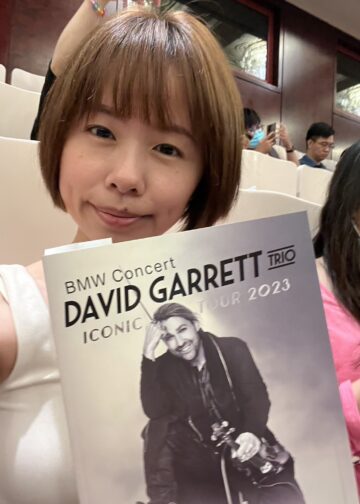 BMW Concert
DAVID GARRETT TRIO
ICONIC TOUR 2023